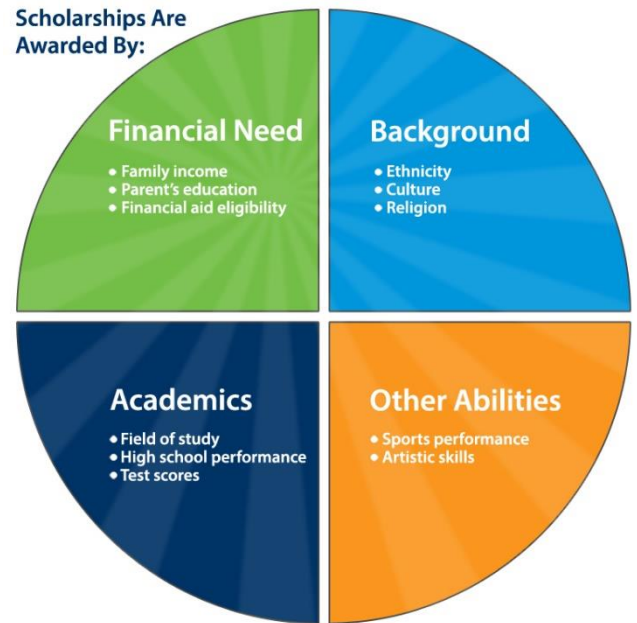 Scholarships Are
Awarded By:
Financial Need
• Family income
• Parent's education
• Financial aid eligibility
Background
• Ethnicity
• Culture
• Religion
Academics
• Field of study
• High school performance
• Test scores
Other Abilities
• Sports performance
• Artistic skills